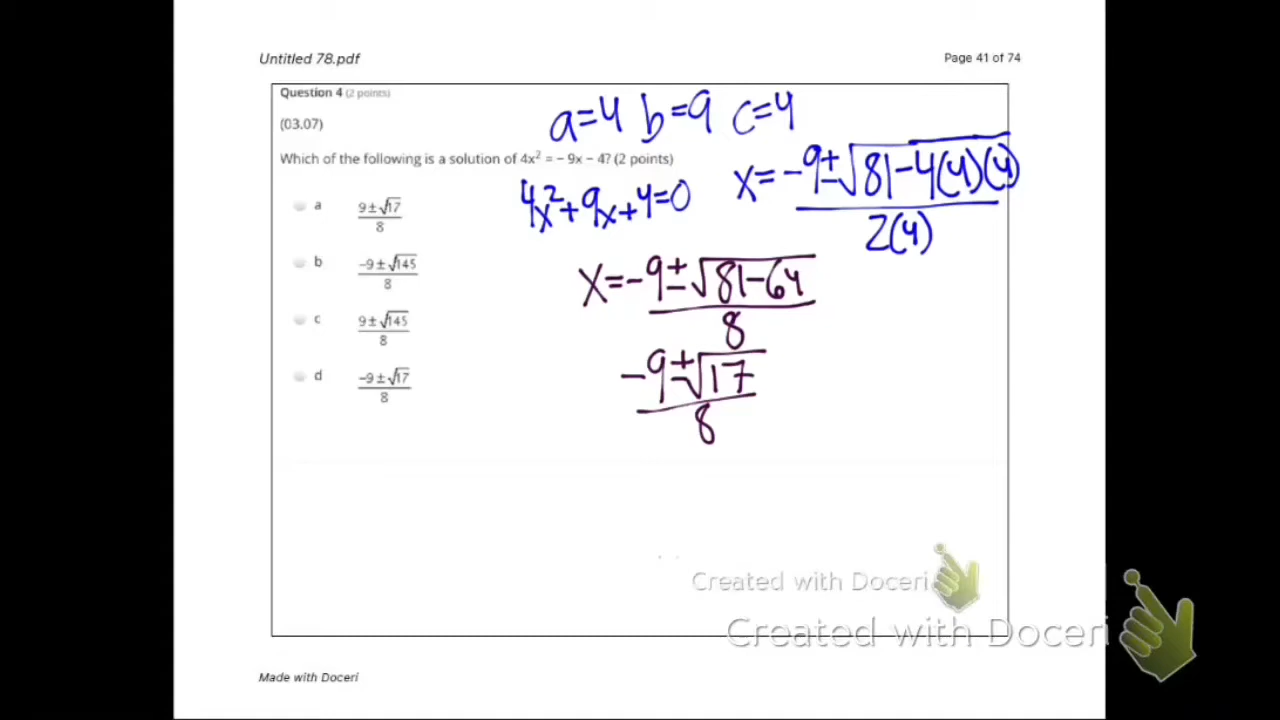 Untitled 78.pdf
Page 41 of 74
Question 4 (2 points)
a=4 b=9 c=4
(03.07)
Which of the following is a solution of 4x² = – 9x – 4? (2 points)
4x²+9x+4=0
x= -9±√81-4(4)(4)
2(4)
a 9±√17
8
b -9±√145
8
c 9±√145
8
d -9±√17
8
x=-9±√81-64
8
-9±√17
8
Created with Doceri
Created with Doceri
Made with Doceri